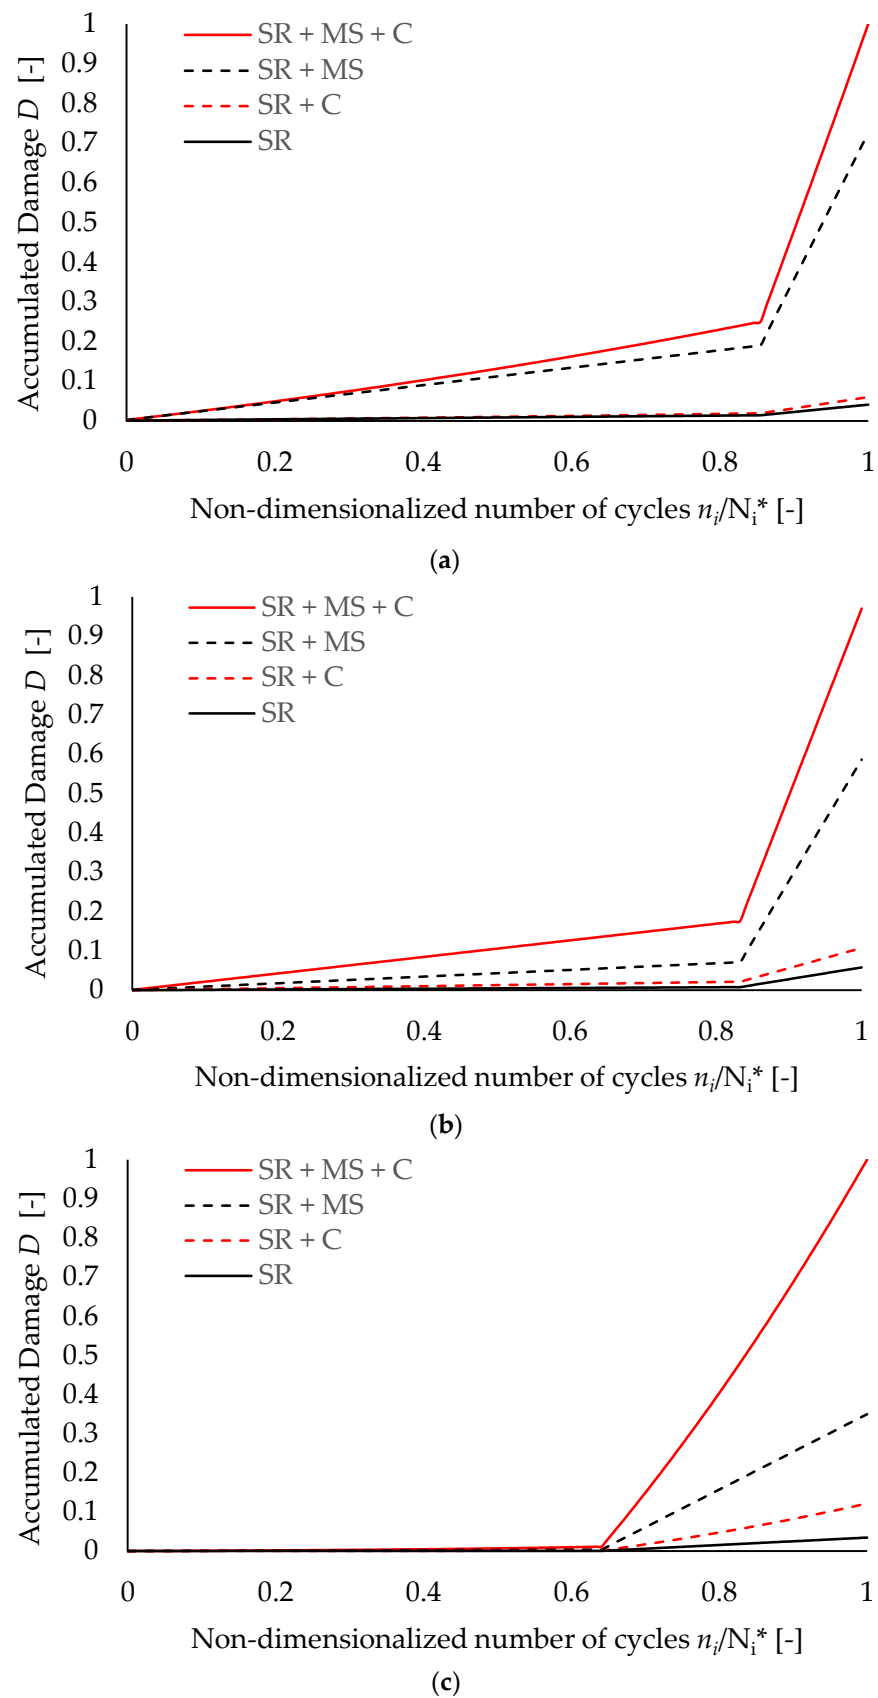 Accumulated Damage D [-]
1
0.9
0.8
0.7
0.6
0.5
0.4
0.3
0.2
0.1
0
SR + MS + C
SR + MS
SR + C
SR
0 0.2 0.4 0.6 0.8 1
Non-dimensionalized number of cycles nᵢ/Nᵢ* [-]
(a)
Accumulated Damage D [-]
1
0.9
0.8
0.7
0.6
0.5
0.4
0.3
0.2
0.1
0
SR + MS + C
SR + MS
SR + C
SR
0 0.2 0.4 0.6 0.8 1
Non-dimensionalized number of cycles nᵢ/Nᵢ* [-]
(b)
Accumulated Damage D [-]
1
0.9
0.8
0.7
0.6
0.5
0.4
0.3
0.2
0.1
0
SR + MS + C
SR + MS
SR + C
SR
0 0.2 0.4 0.6 0.8 1
Non-dimensionalized number of cycles nᵢ/Nᵢ* [-]
(c)